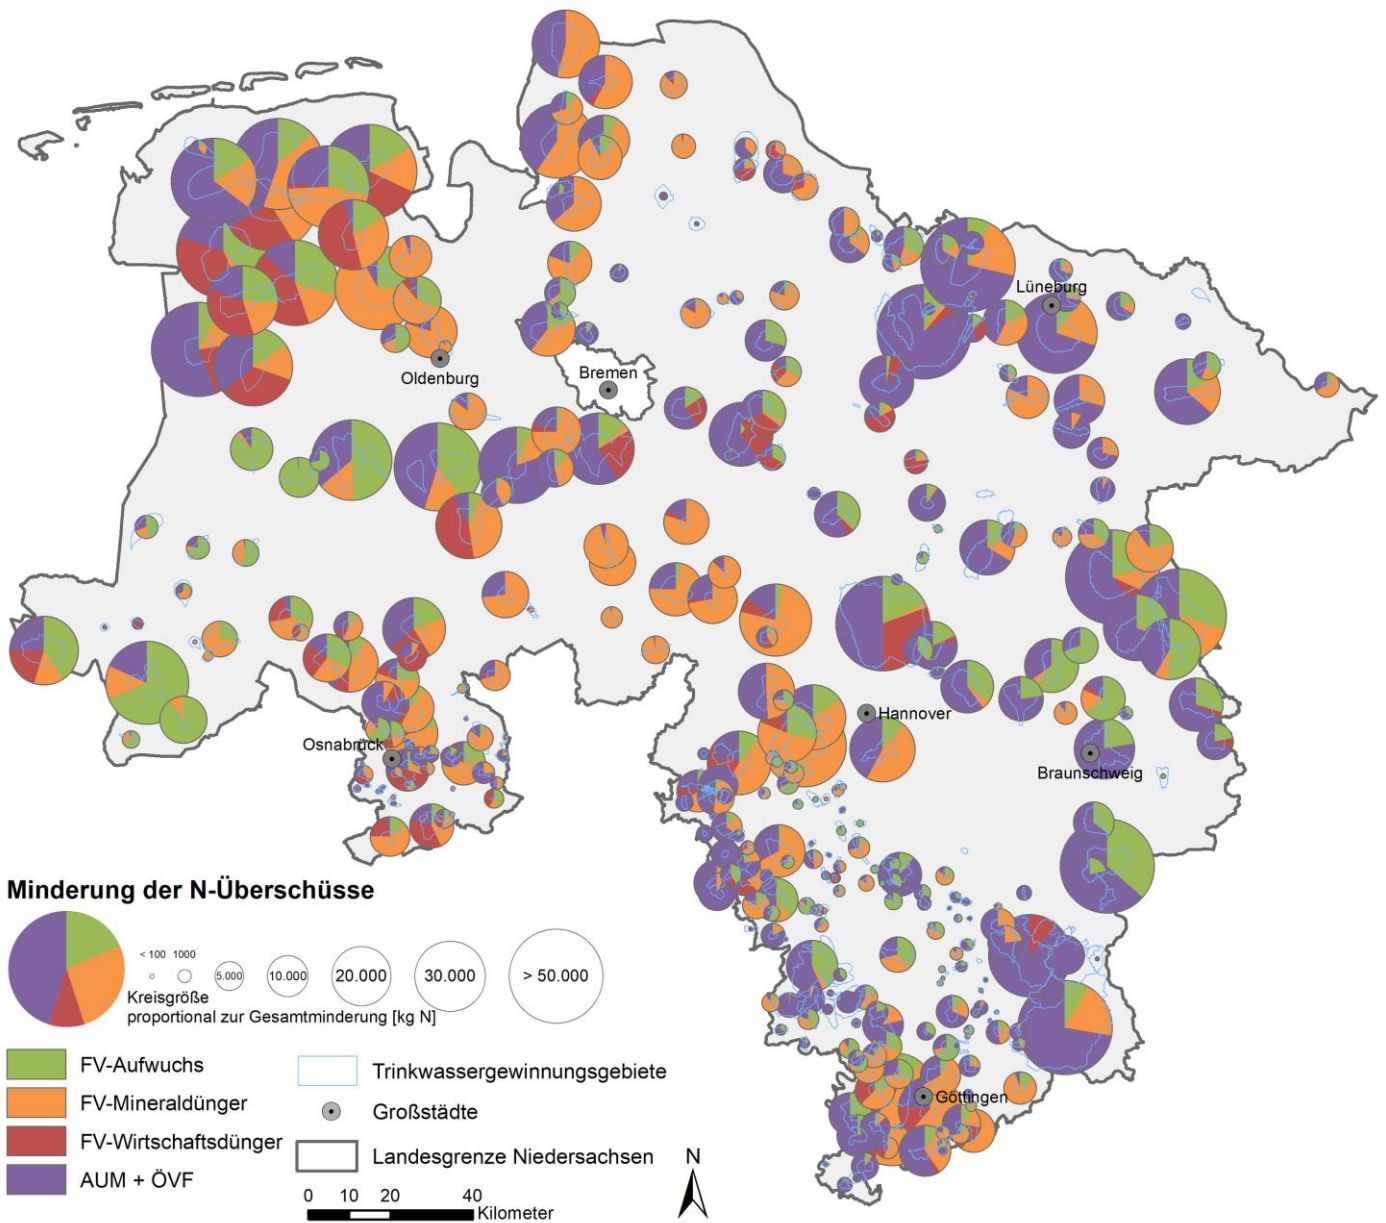 Lüneburg
Bremen
Oldenburg
Hannover
Osnabrück
Braunschweig
Göttingen
Minderung der N-Überschüsse
< 100 1000 5.000 10.000 20.000 30.000 > 50.000
Kreisgröße
proportional zur Gesamtminderung [kg N]
FV-Aufwuchs
FV-Mineraldünger
FV-Wirtschaftsdünger
AUM + ÖVF
Trinkwassergewinnungsgebiete
Großstädte
Landesgrenze Niedersachsen
0 10 20 40
Kilometer
N